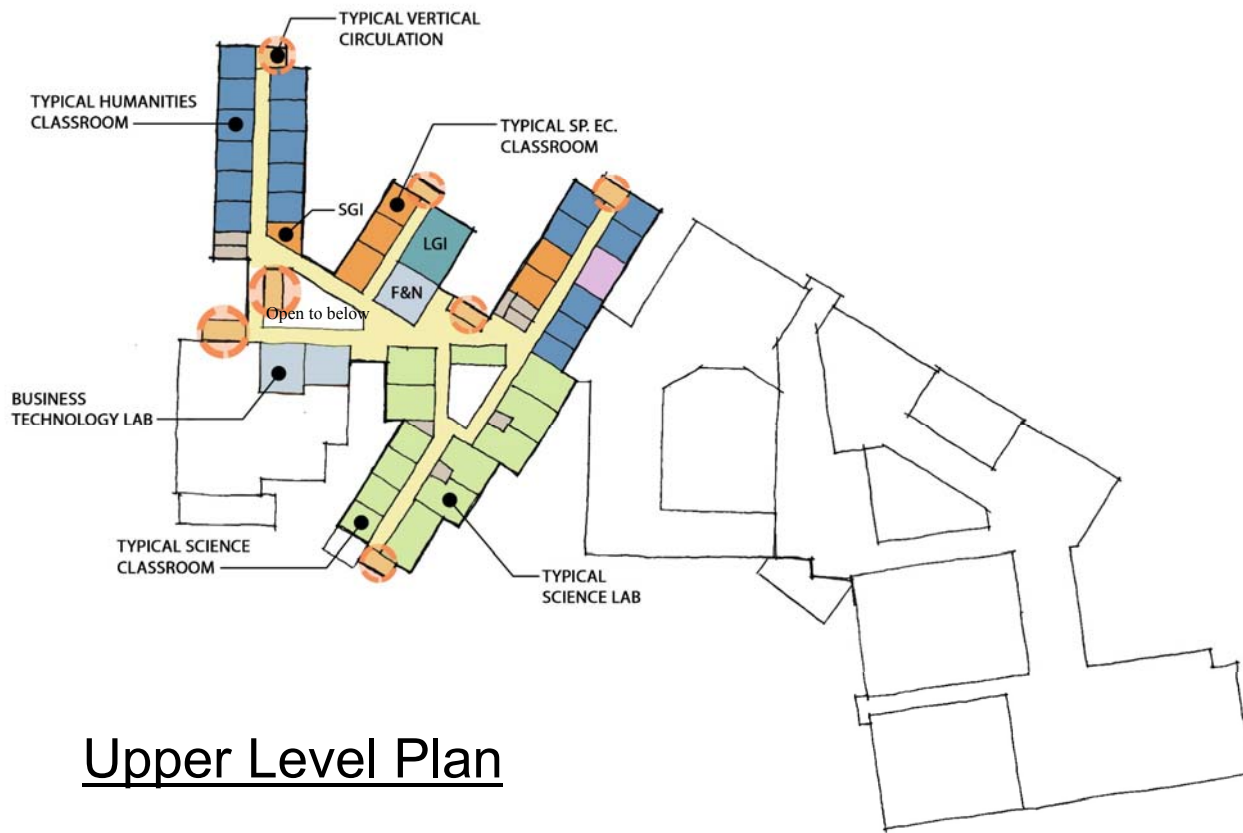 TYPICAL VERTICAL
CIRCULATION
TYPICAL HUMANITIES
CLASSROOM
TYPICAL SP. EC.
CLASSROOM
SGI
LGI
F&N
Open to below
BUSINESS
TECHNOLOGY LAB
TYPICAL SCIENCE
CLASSROOM
TYPICAL
SCIENCE LAB
Upper Level Plan